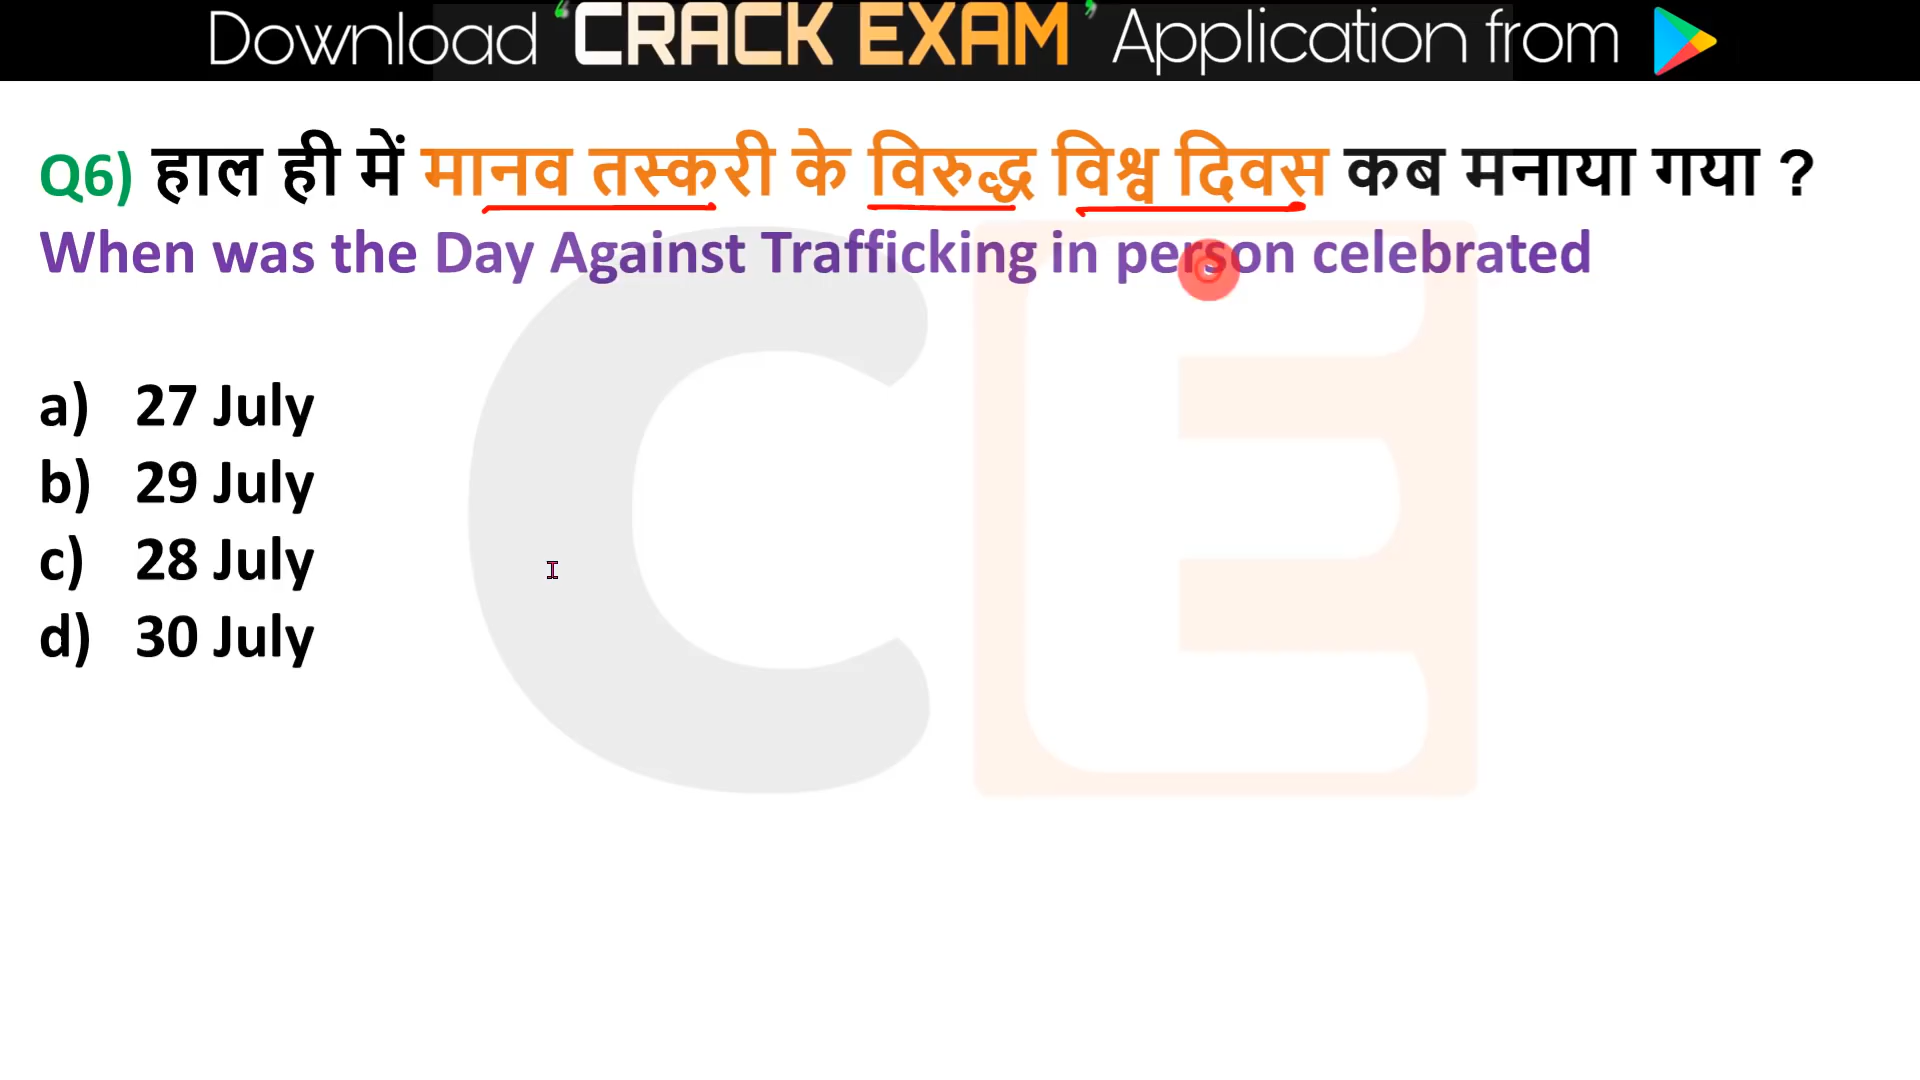 Download ‘CRACK EXAM’ Application from
Q6) हाल ही में मानव तस्करी के विरुद्ध विश्व दिवस कब मनाया गया ?
When was the Day Against Trafficking in person celebrated
a) 27 July
b) 29 July
c) 28 July
d) 30 July
CE